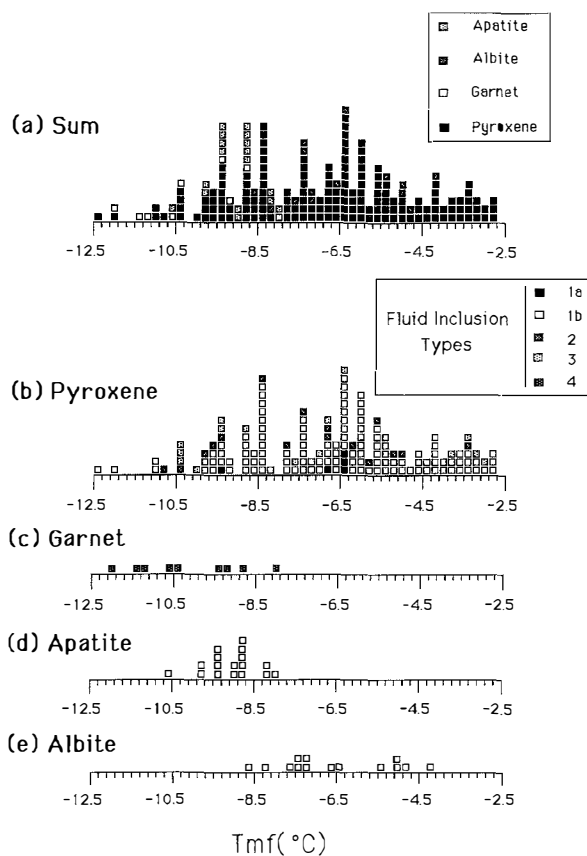 Apatite
Albite
Garnet
Pyroxene
(a) Sum
-12.5 -10.5 -8.5 -6.5 -4.5 -2.5
Fluid Inclusion Types
1a
1b
2
3
4
(b) Pyroxene
-12.5 -10.5 -8.5 -6.5 -4.5 -2.5
(c) Garnet
-12.5 -10.5 -8.5 -6.5 -4.5 -2.5
(d) Apatite
-12.5 -10.5 -8.5 -6.5 -4.5 -2.5
(e) Albite
-12.5 -10.5 -8.5 -6.5 -4.5 -2.5
Tmf(°C)